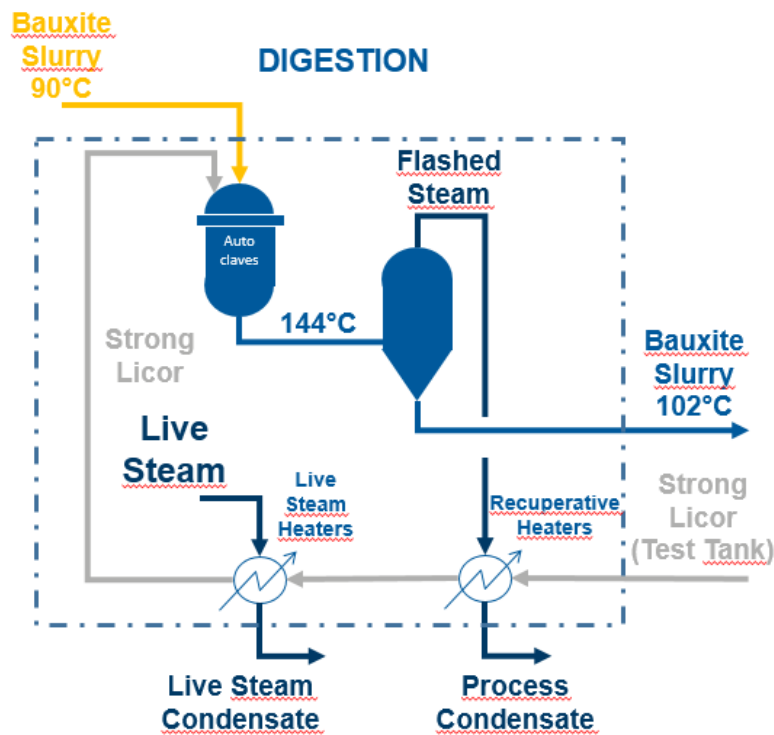 Bauxite
Slurry
90°C
DIGESTION
Flashed
Steam
Auto
claves
144°C
Strong
Licor
Bauxite
Slurry
102°C
Live
Steam
Live
Steam
Heaters
Recuperative
Heaters
Strong
Licor
(Test Tank)
Live Steam
Condensate
Process
Condensate